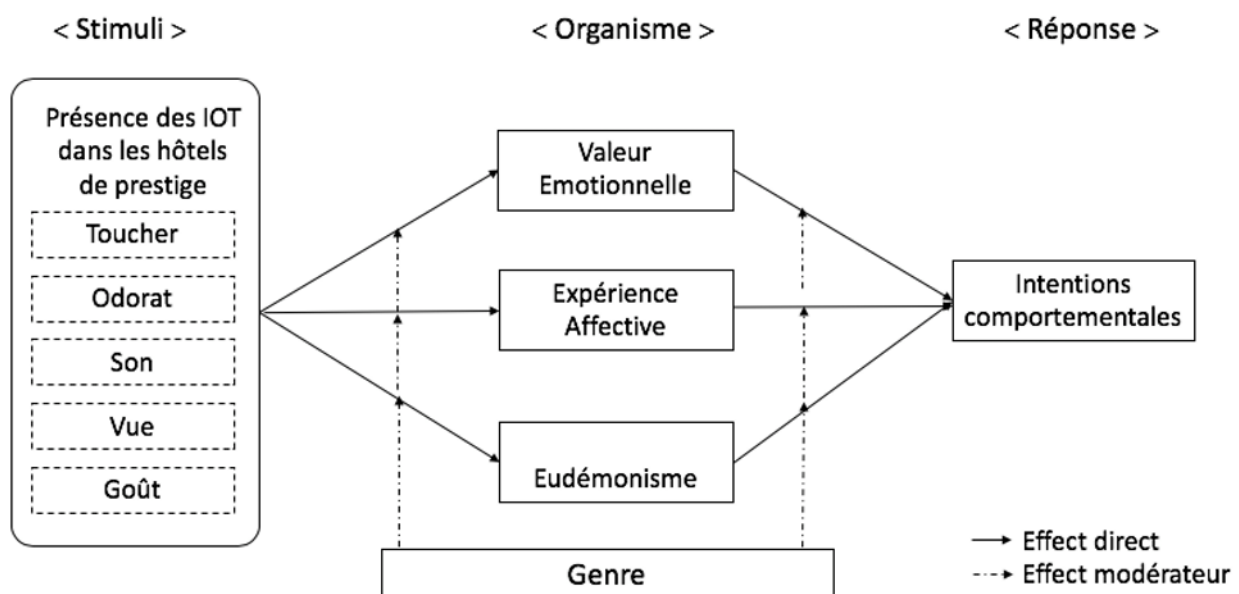 < Stimuli >
< Organisme >
< Réponse >
Présence des IOT
dans les hôtels
de prestige
Toucher
Odorat
Son
Vue
Goût
Valeur
Emotionnelle
Expérience
Affective
Eudémonisme
Genre
Intentions
comportementales
Effect direct
Effect modérateur